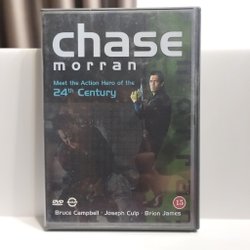 chase
morran
Meet the Action Hero of the
24th Century
DVD
15
Bruce Campbell · Joseph Culp · Brion James